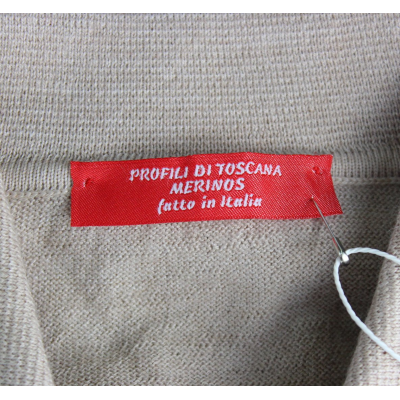 PROFILI DI TOSCANA
MERINOS
fatto in Italia